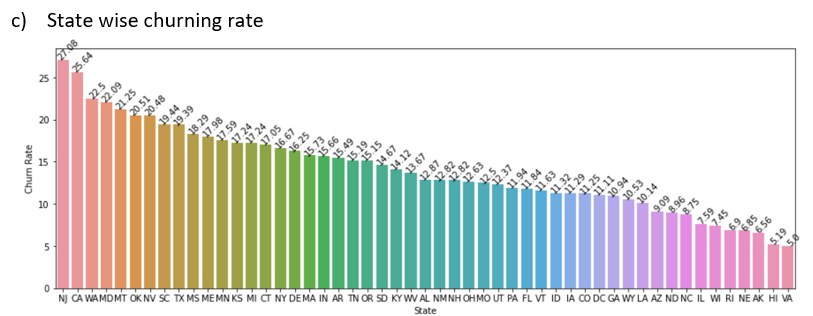 c) State wise churning rate
27.08 25.64 22.5 22.09 21.25 20.51 20.48 19.44 19.39 18.29 17.98 17.59 17.24 17.24 17.05 16.67 16.25 15.73 15.66 15.49 15.19 15.15 14.67 14.12 13.67 12.87 12.82 12.82 12.63 12.5 12.37 11.94 11.84 11.63 11.32 11.29 11.25 11.11 10.94 10.53 10.14 9.09 8.96 8.75 7.59 7.45 6.9 6.85 6.56 5.19 5.0
Churn Rate
25
20
15
10
5
0
NJ CA WA MD MT OK NV SC TX MS ME MN KS MI CT NY DE MA IN AR TN OR SD KY WV AL NM NH OH MO UT PA FL VT ID IA CO DC GA WY LA AZ ND NC IL WI RI NE AK HI VA
State